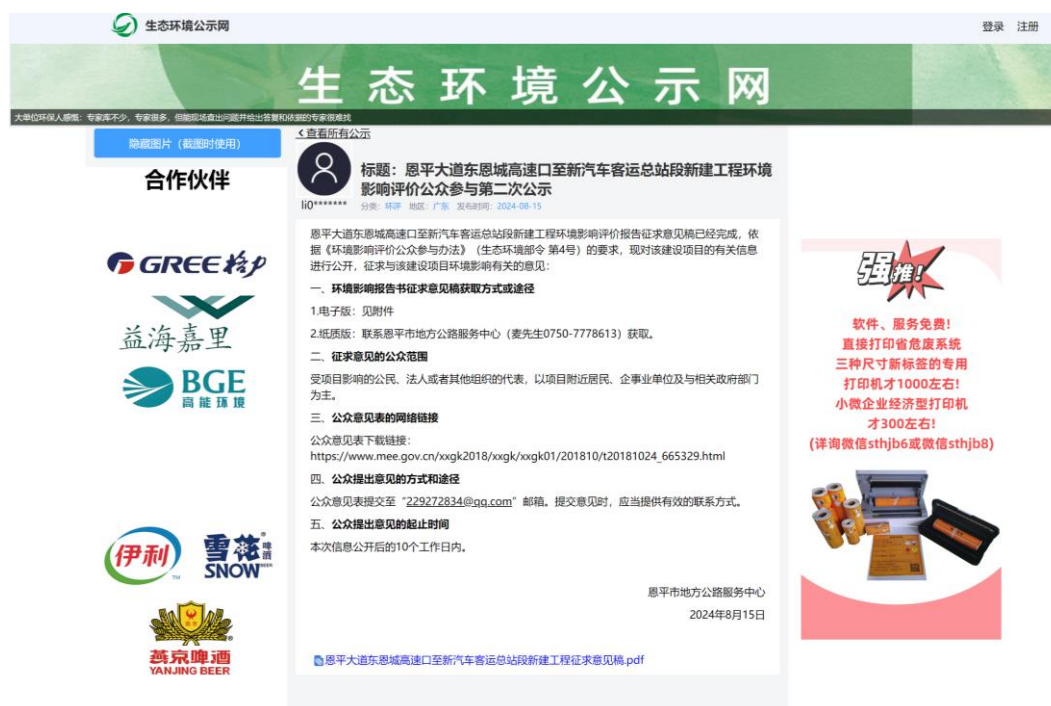 生态环境公示网
登录 注册
生态环境公示网
大单位环保人感慨：专家库不少，专家很多，但能现场查出问题并给出答复和依据的专家很难找
隐藏图片（截图时使用）
合作伙伴
GREE格力
益海嘉里
BGE
高能环境
伊利
TM
雪花
啤酒
SNOW
BEER
燕京啤酒
YANJING BEER
<查看所有公示
li0*******
标题：恩平大道东恩城高速口至新汽车客运总站段新建工程环境
影响评价公众参与第二次公示
分类：环评 地区：广东 发布时间：2024-08-15
恩平大道东恩城高速口至新汽车客运总站段新建工程环境影响评价报告征求意见稿已经完成，依
据《环境影响评价公众参与办法》（生态环境部令 第4号）的要求，现对该建设项目的有关信息
进行公开，征求与该建设项目环境影响有关的意见：
一、环境影响报告书征求意见稿获取方式或途径
1.电子版：见附件
2.纸质版：联系恩平市地方公路服务中心（麦先生0750-7778613）获取。
二、征求意见的公众范围
受项目影响的公民、法人或者其他组织的代表，以项目附近居民、企事业单位及与相关政府部门
为主。
三、公众意见表的网络链接
公众意见表下载链接：
https://www.mee.gov.cn/xxgk2018/xxgk/xxgk01/201810/t20181024_665329.html
四、公众提出意见的方式和途径
公众意见表提交至“229272834@qq.com”邮箱。提交意见时，应当提供有效的联系方式。
五、公众提出意见的起止时间
本次信息公开后的10个工作日内。
恩平市地方公路服务中心
2024年8月15日
恩平大道东恩城高速口至新汽车客运总站段新建工程征求意见稿.pdf
强推!
软件、服务免费!
直接打印省危废系统
三种尺寸新标签的专用
打印机才1000左右!
小微企业经济型打印机
才300左右!
(详询微信sthjb6或微信sthjb8)